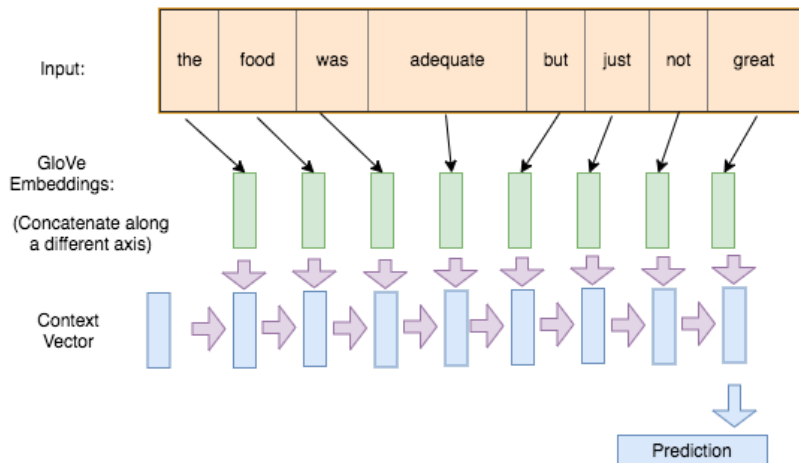 Input:
the food was adequate but just not great
GloVe
Embeddings:
(Concatenate along
a different axis)
Context
Vector
Prediction